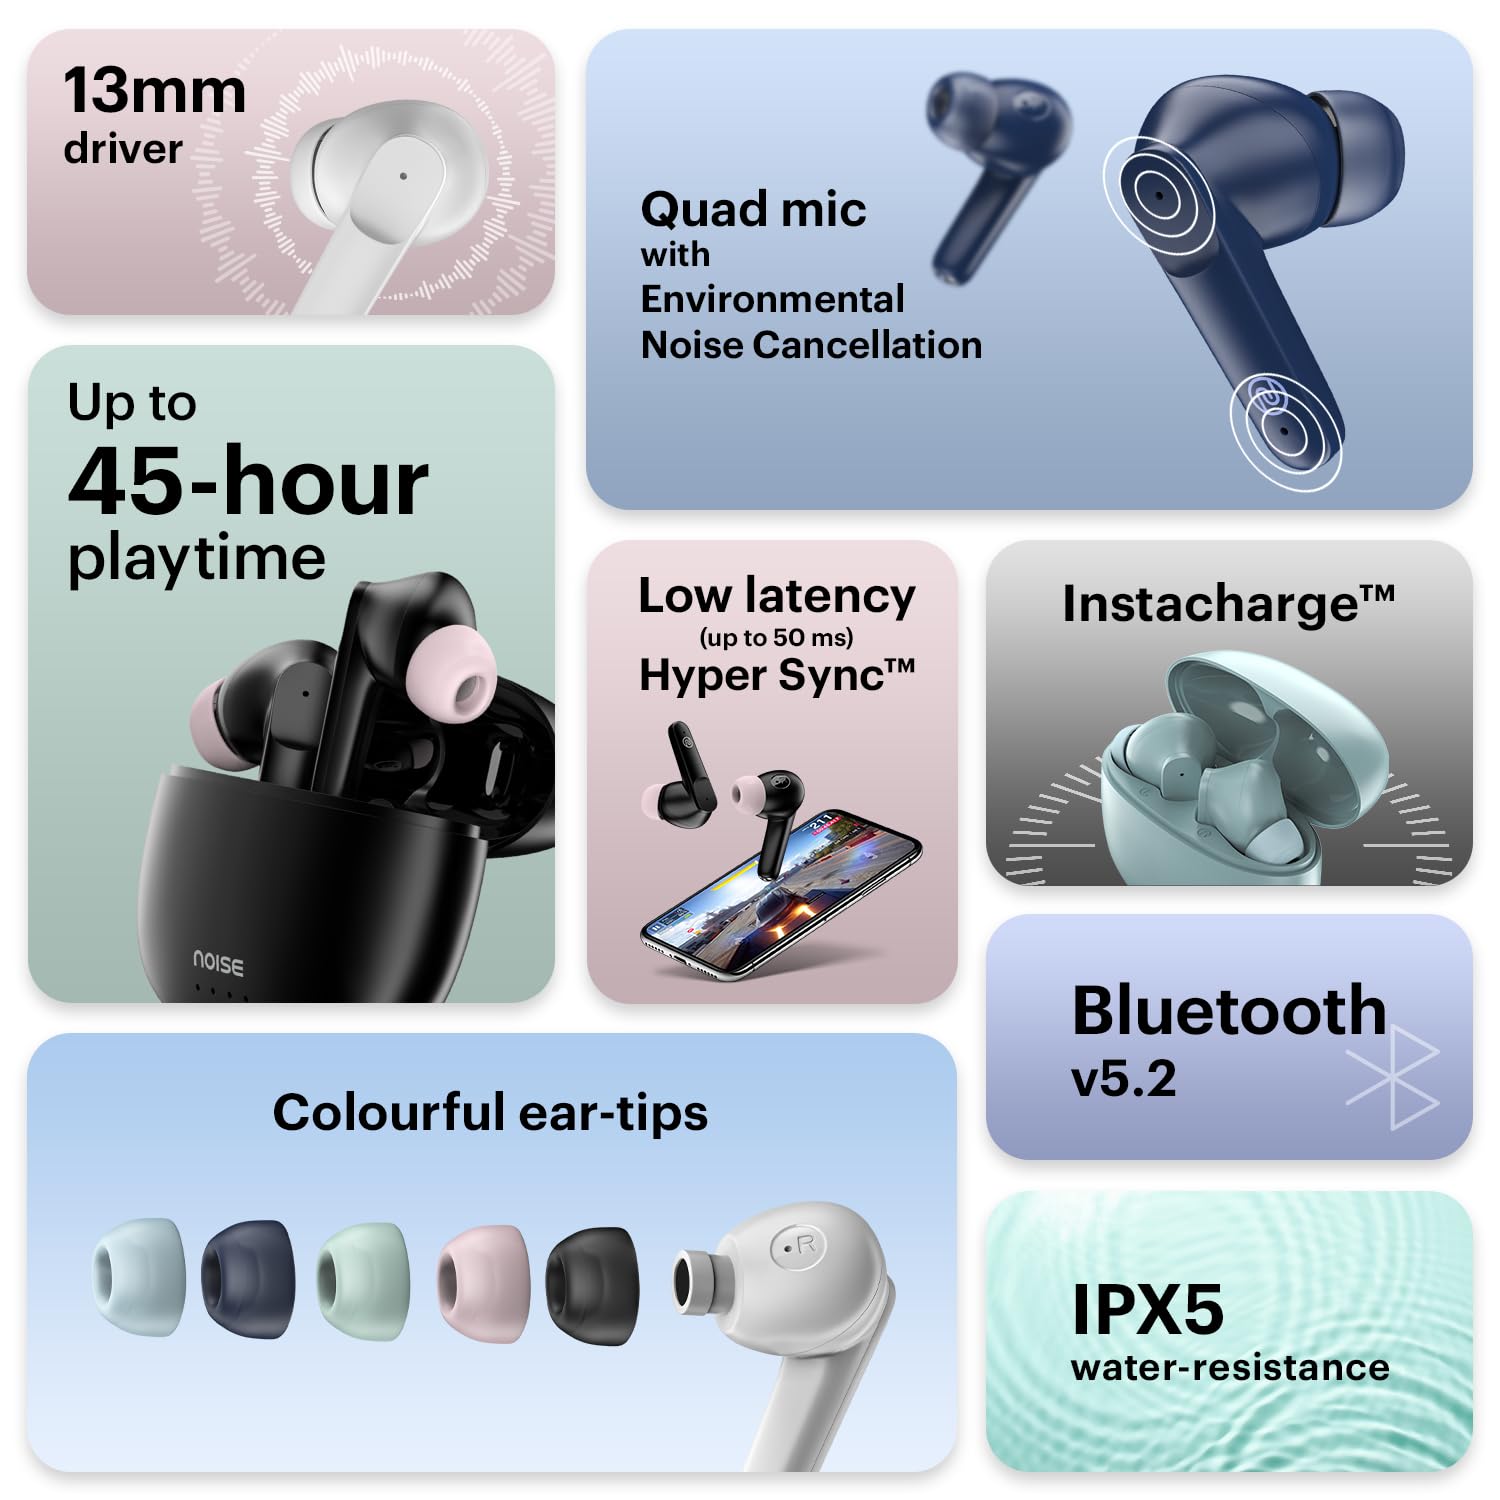 13mm
driver
Quad mic
with
Environmental
Noise Cancellation
Up to
45-hour
playtime
NOISE
Low latency
(up to 50 ms)
Hyper Sync™
211
Instacharge™
Bluetooth
v5.2
Colourful ear-tips
R
IPX5
water-resistance